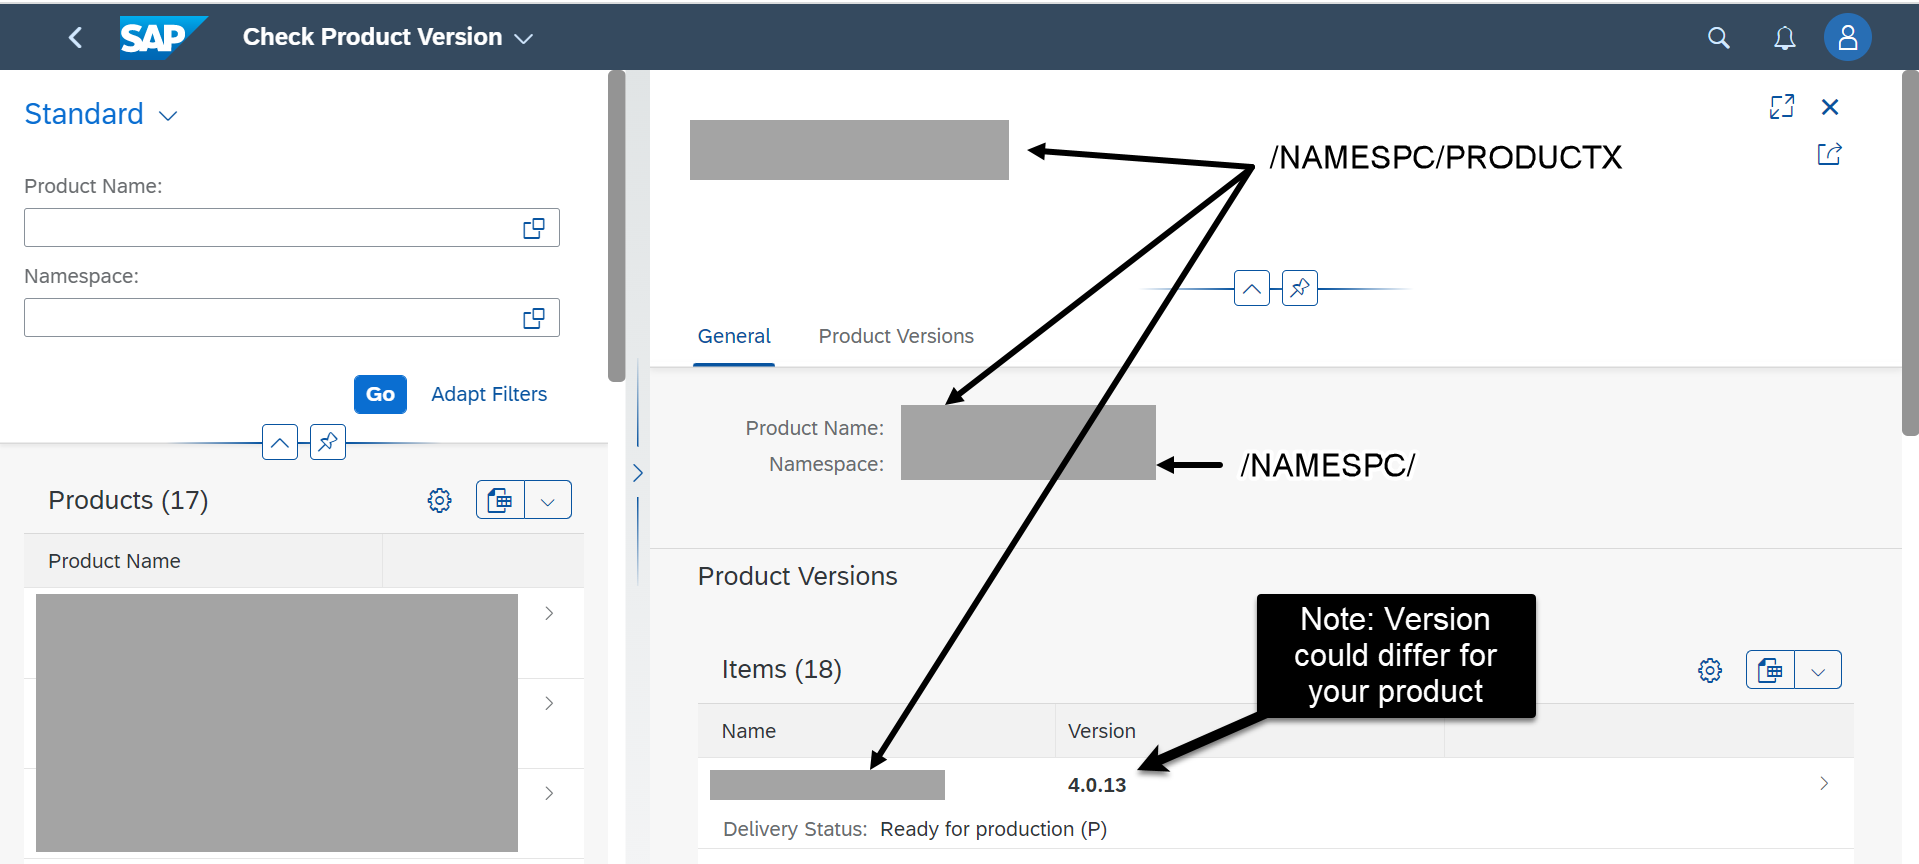 SAP
Check Product Version
Standard
Product Name:
Namespace:
Go
Adapt Filters
Products (17)
Product Name
/NAMESPC/PRODUCTX
General
Product Versions
Product Name:
Namespace:
/NAMESPC/
Product Versions
Note: Version
could differ for
your product
Items (18)
Name
Version
4.0.13
Delivery Status: Ready for production (P)